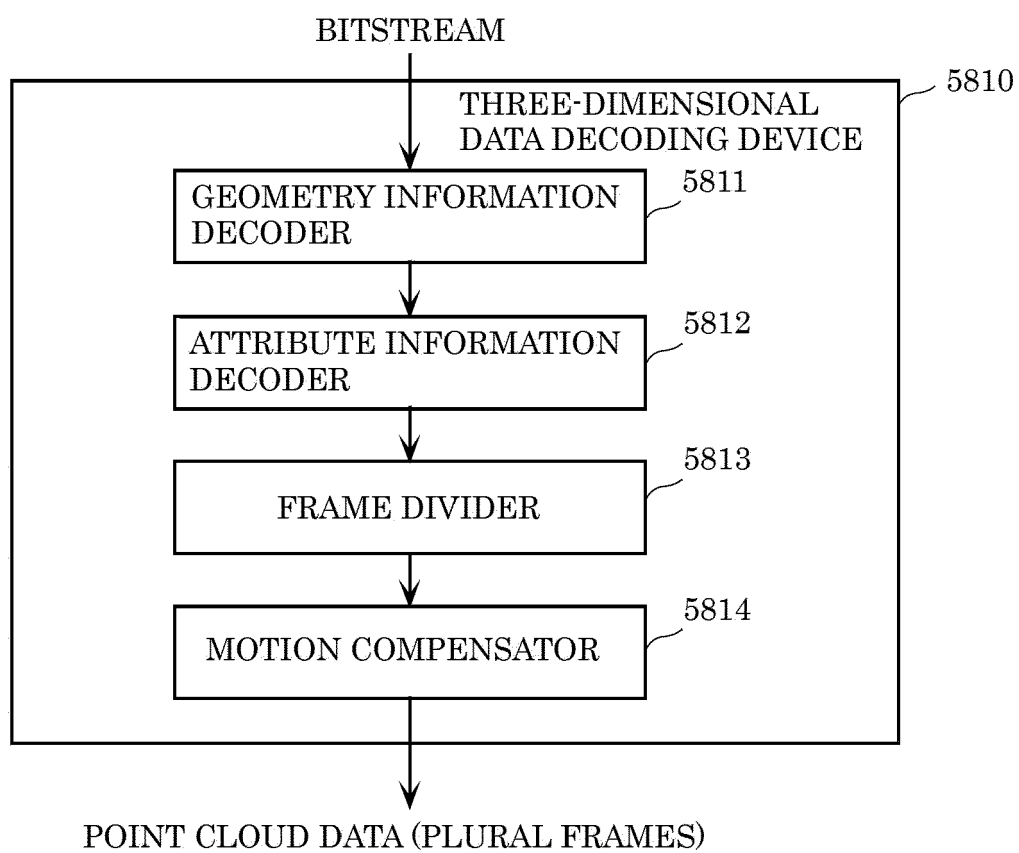 BITSTREAM
5810
THREE-DIMENSIONAL
DATA DECODING DEVICE
5811
GEOMETRY INFORMATION
DECODER
5812
ATTRIBUTE INFORMATION
DECODER
5813
FRAME DIVIDER
5814
MOTION COMPENSATOR
POINT CLOUD DATA (PLURAL FRAMES)